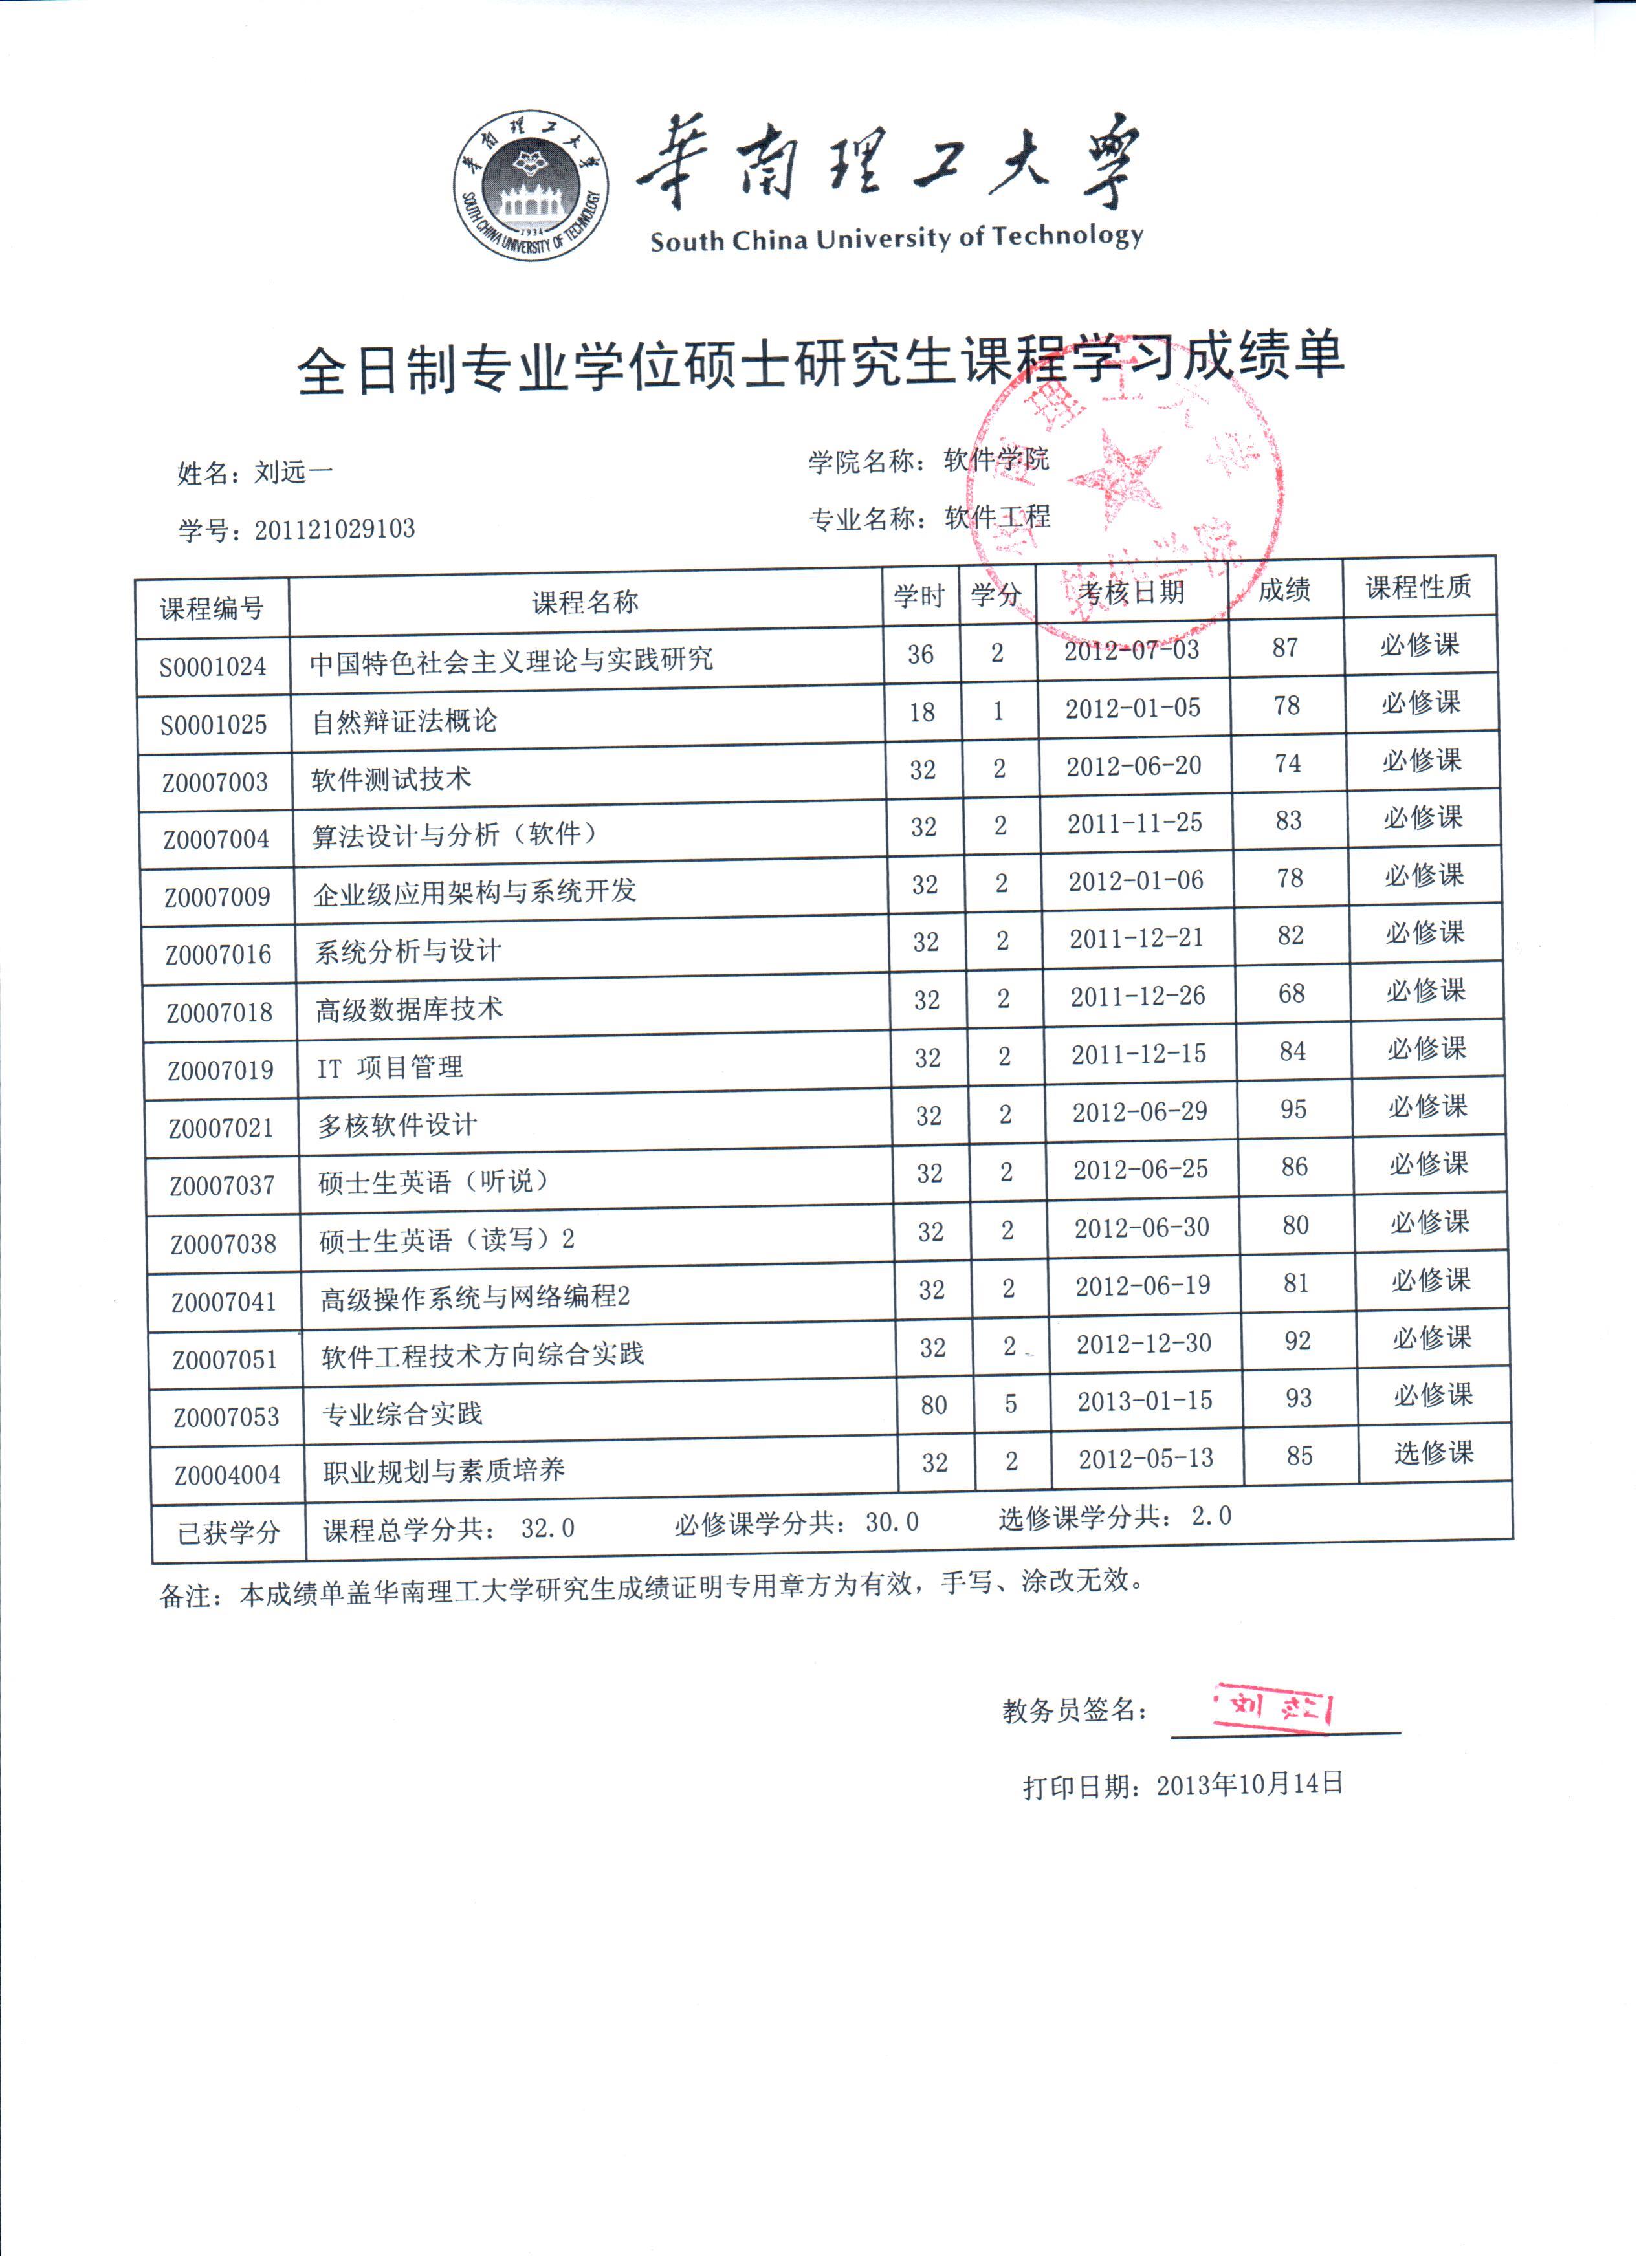 華南理工大學
SOUTH CHINA UNIVERSITY OF TECHNOLOGY
1934
華南理工大學
South China University of Technology
全日制专业学位硕士研究生课程学习成绩单
华南理工大学
软件学院
姓名：刘远一 学院名称：软件学院
学号：201121029103 专业名称：软件工程
课程编号 课程名称 学时 学分 考核日期 成绩 课程性质
S0001024 中国特色社会主义理论与实践研究 36 2 2012-07-03 87 必修课
S0001025 自然辩证法概论 18 1 2012-01-05 78 必修课
Z0007003 软件测试技术 32 2 2012-06-20 74 必修课
Z0007004 算法设计与分析（软件） 32 2 2011-11-25 83 必修课
Z0007009 企业级应用架构与系统开发 32 2 2012-01-06 78 必修课
Z0007016 系统分析与设计 32 2 2011-12-21 82 必修课
Z0007018 高级数据库技术 32 2 2011-12-26 68 必修课
Z0007019 IT 项目管理 32 2 2011-12-15 84 必修课
Z0007021 多核软件设计 32 2 2012-06-29 95 必修课
Z0007037 硕士生英语（听说） 32 2 2012-06-25 86 必修课
Z0007038 硕士生英语（读写）2 32 2 2012-06-30 80 必修课
Z0007041 高级操作系统与网络编程2 32 2 2012-06-19 81 必修课
Z0007051 软件工程技术方向综合实践 32 2 2012-12-30 92 必修课
Z0007053 专业综合实践 80 5 2013-01-15 93 必修课
Z0004004 职业规划与素质培养 32 2 2012-05-13 85 选修课
已获学分 课程总学分共： 32.0 必修课学分共：30.0 选修课学分共：2.0
备注：本成绩单盖华南理工大学研究生成绩证明专用章方为有效，手写、涂改无效。
教务员签名：
打印日期：2013年10月14日